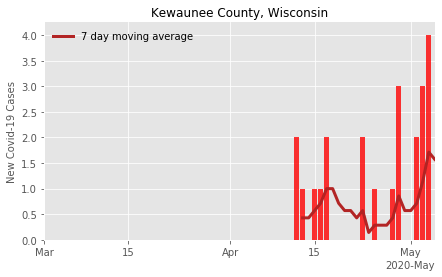 Kewaunee County, Wisconsin
7 day moving average
New Covid-19 Cases
4.0
3.5
3.0
2.5
2.0
1.5
1.0
0.5
0.0
Mar
15
Apr
15
May
2020-May